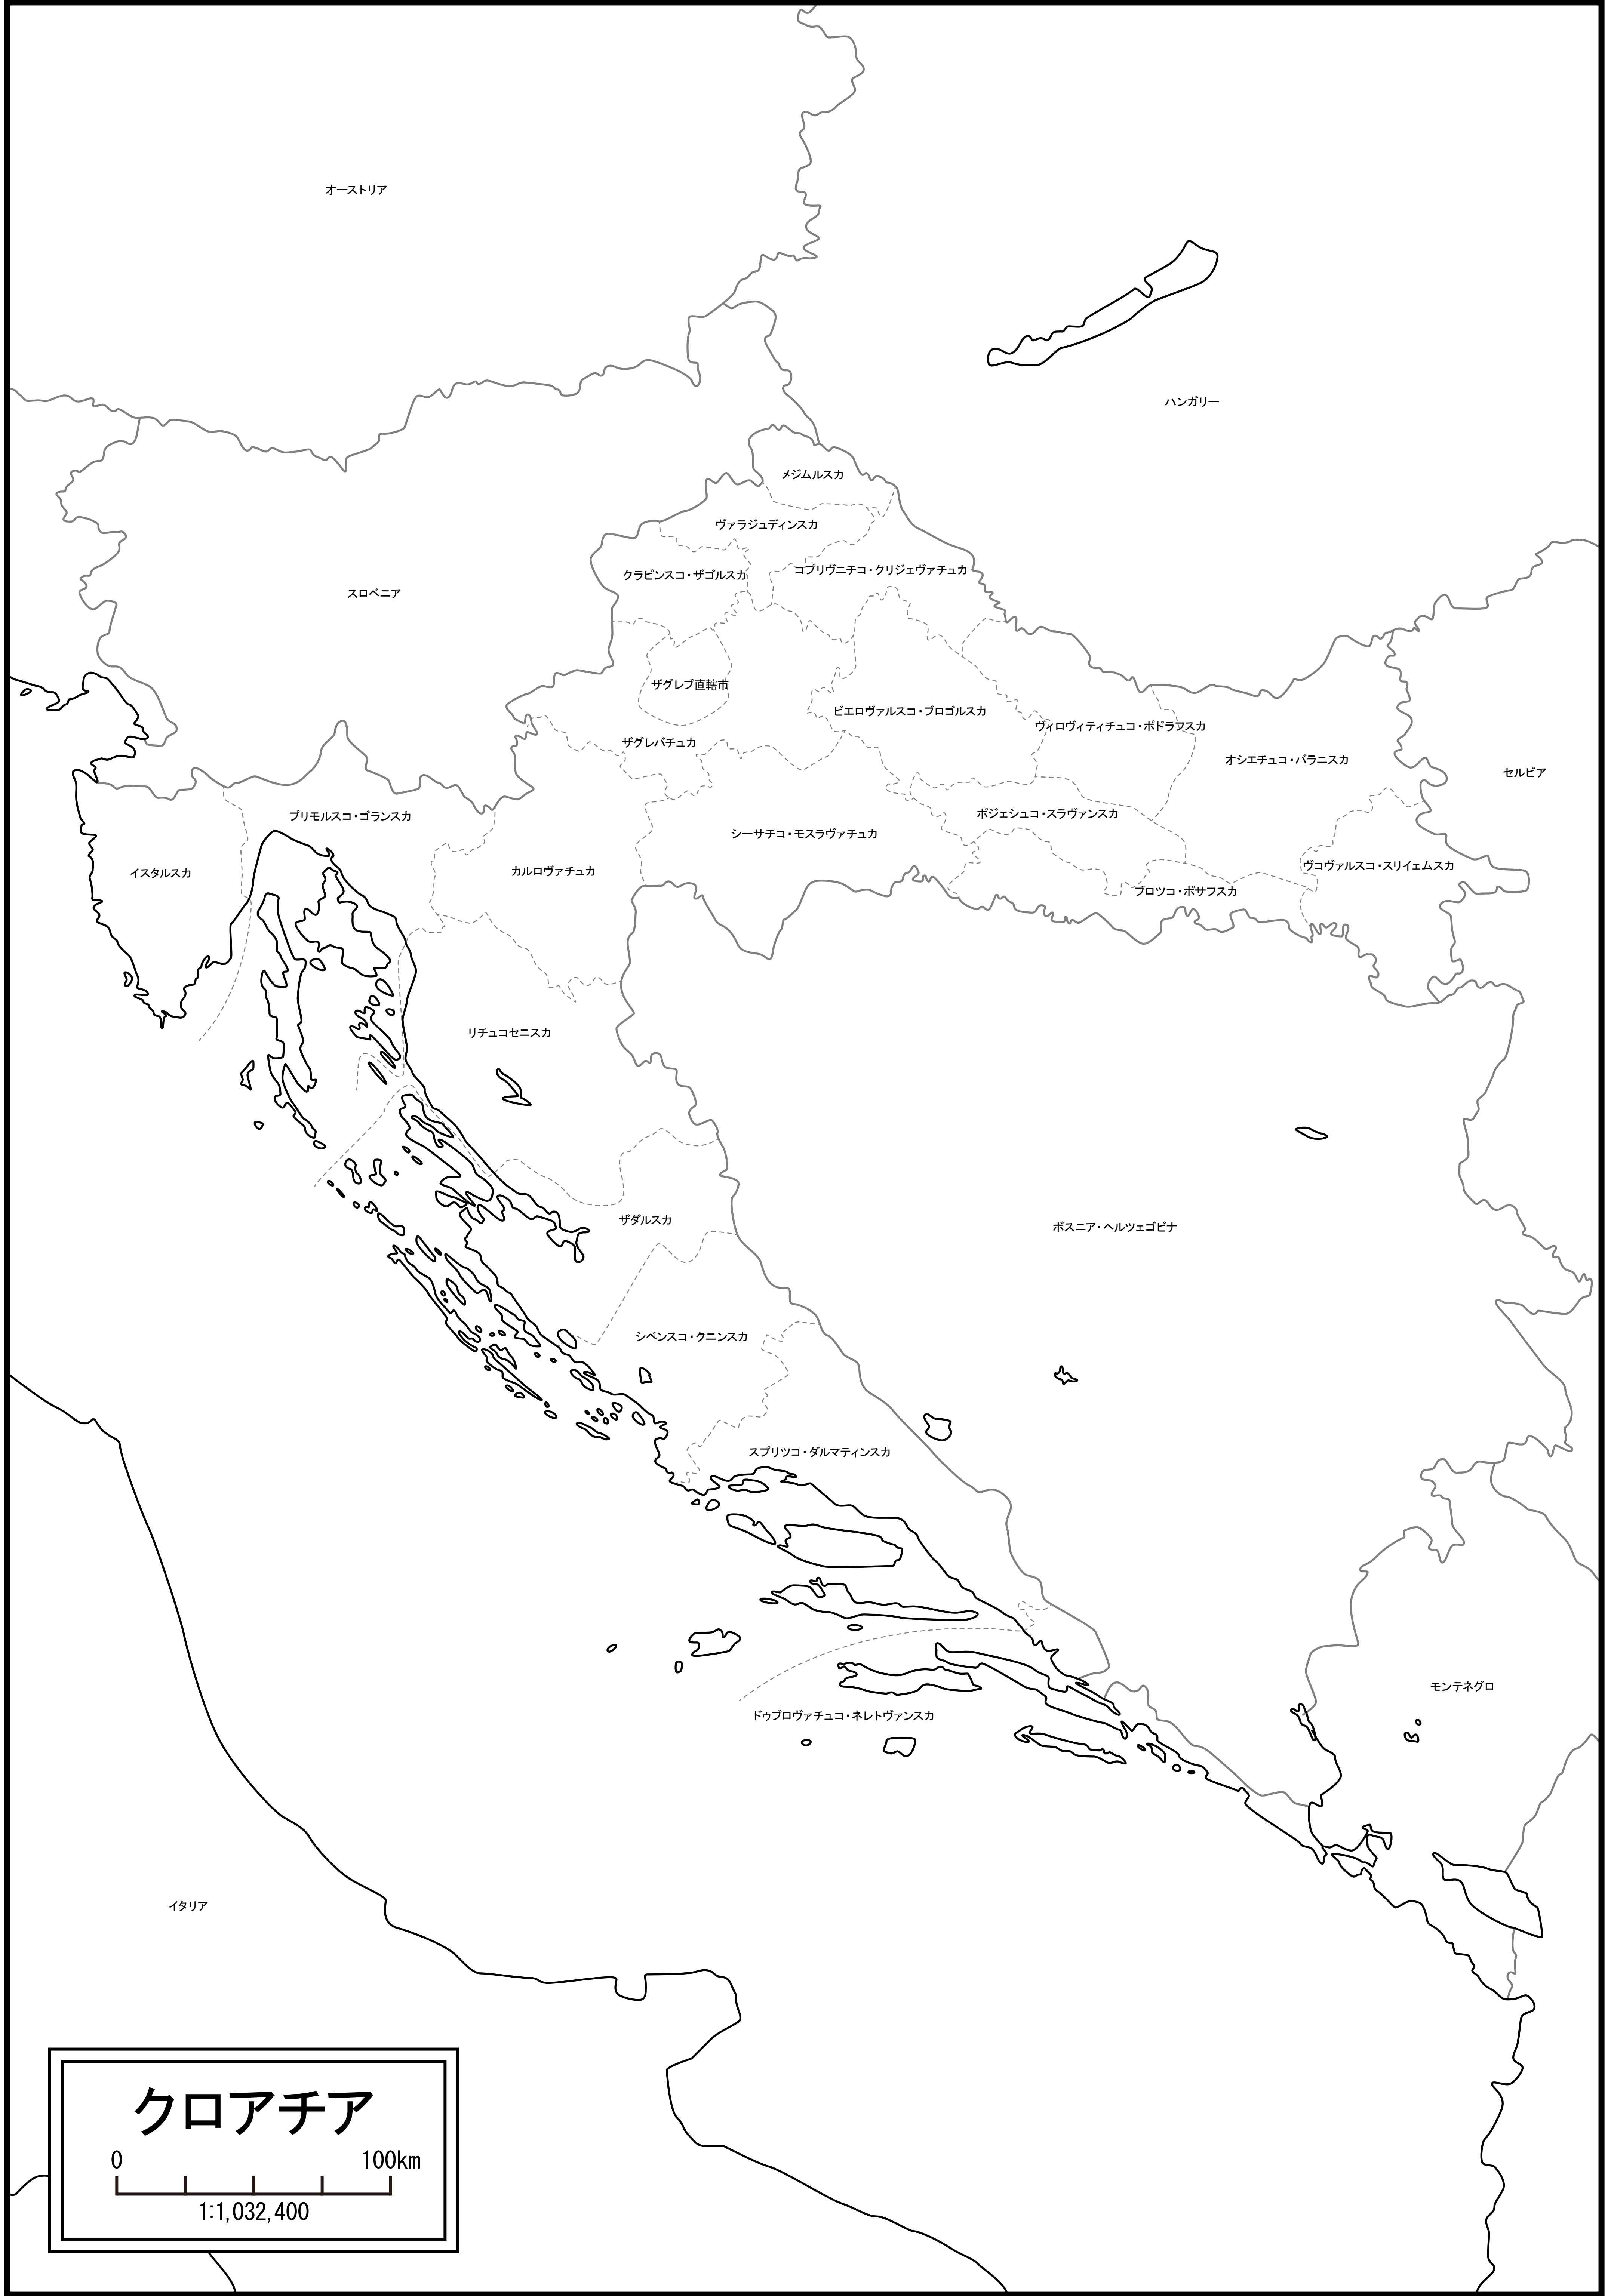 オーストリア
ハンガリー
メジムルスカ
ヴァラジュディンスカ
コプリヴニチコ・クリジェヴァチュカ
クラピンスコ・ザゴルスカ
スロベニア
ザグレブ直轄市
ビエロヴァルスコ・ブロゴルスカ
ヴィロヴィティチュコ・ポドラフスカ
ザグレバチュカ
オシエチュコ・バラニスカ
セルビア
プリモルスコ・ゴランスカ
ポジェシュコ・スラヴァンスカ
シーサチコ・モスラヴァチュカ
ヴコヴァルスコ・スリイェムスカ
イスタルスカ
カルロヴァチュカ
ブロツコ・ポサフスカ
リチュコセニスカ
ザダルスカ
ボスニア・ヘルツェゴビナ
シベンスコ・クニンスカ
スプリツコ・ダルマティンスカ
モンテネグロ
ドゥブロヴァチュコ・ネレトヴァンスカ
イタリア
クロアチア
0 100km
1:1,032,400